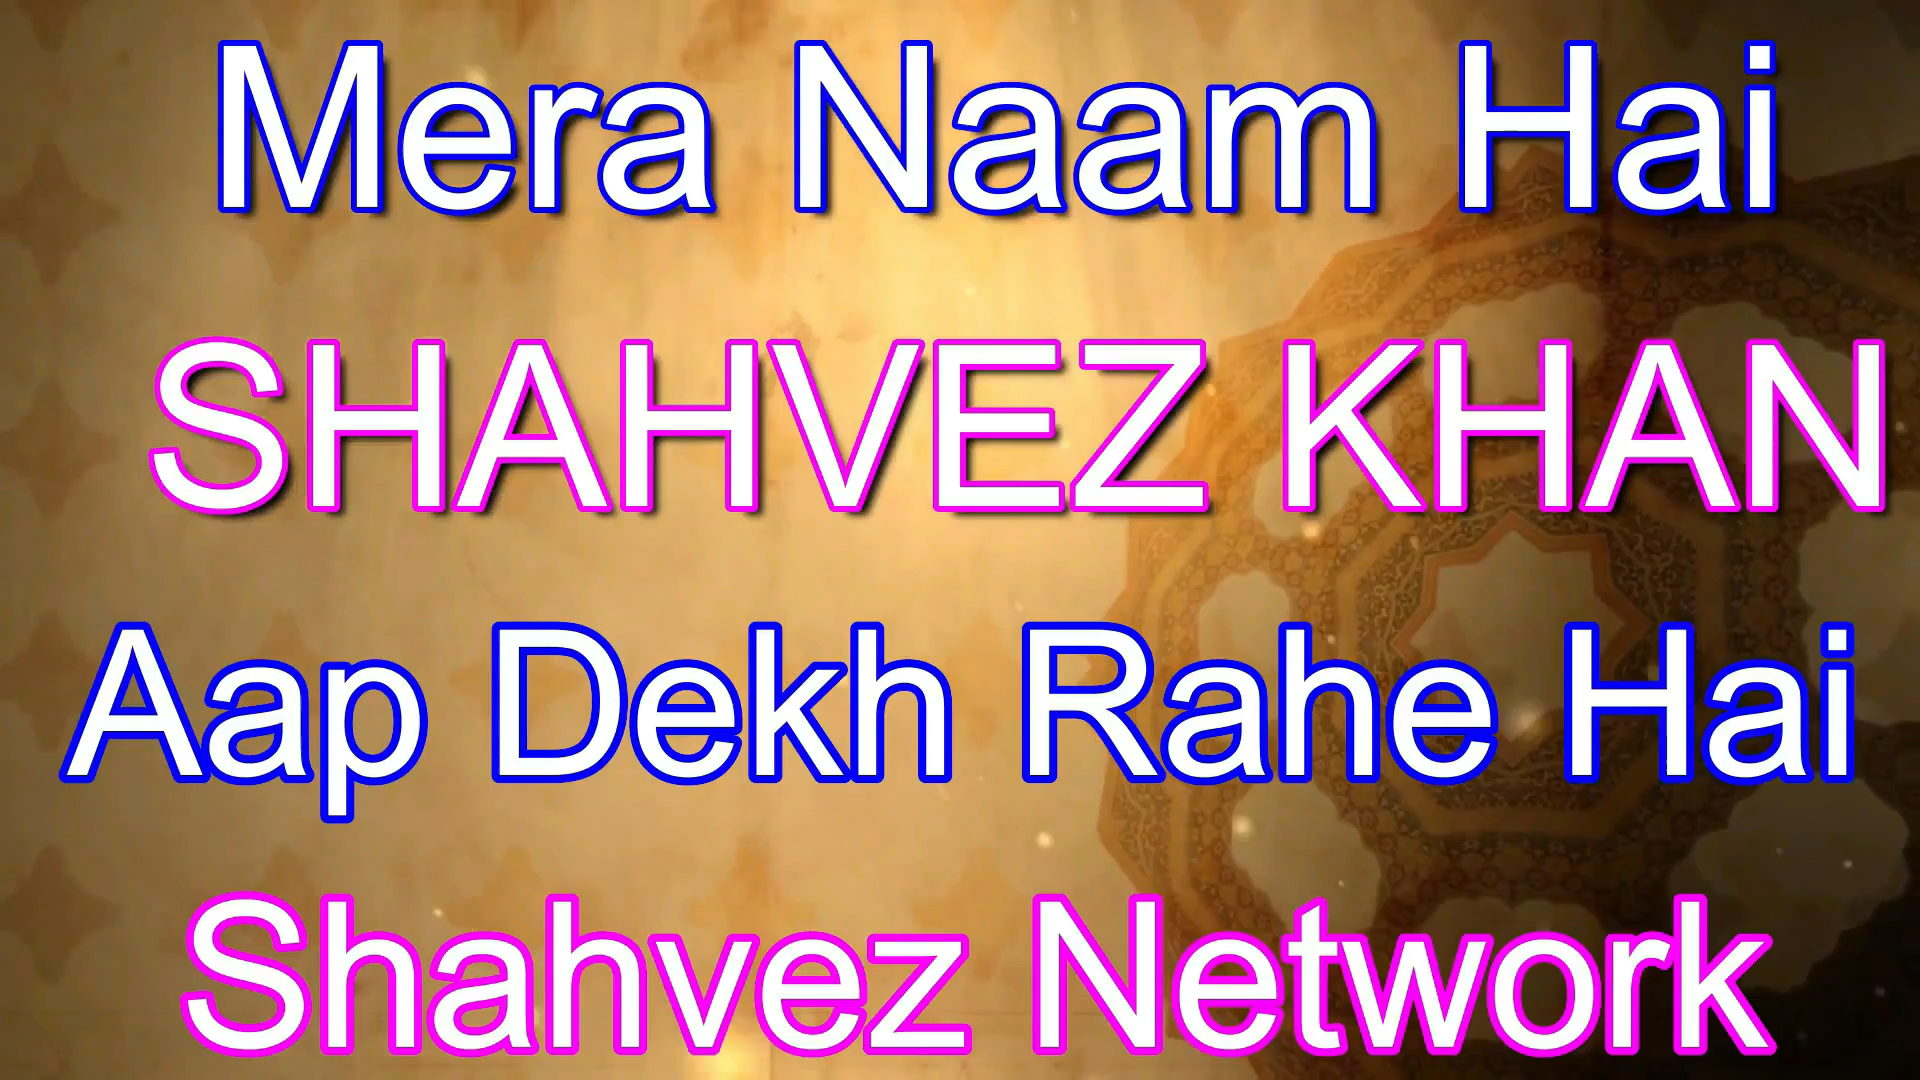 Mera Naam Hai
SHAHVEZ KHAN
Aap Dekh Rahe Hai
Shahvez Network